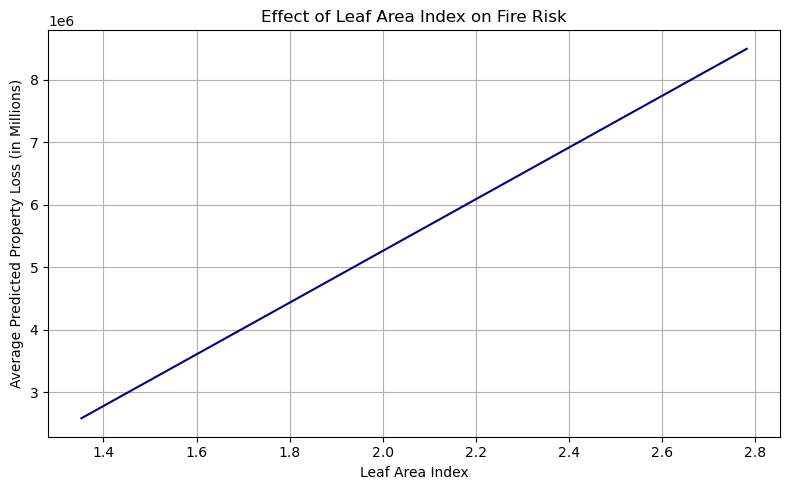 Effect of Leaf Area Index on Fire Risk
1e6
Average Predicted Property Loss (in Millions)
8
7
6
5
4
3
1.4 1.6 1.8 2.0 2.2 2.4 2.6 2.8
Leaf Area Index